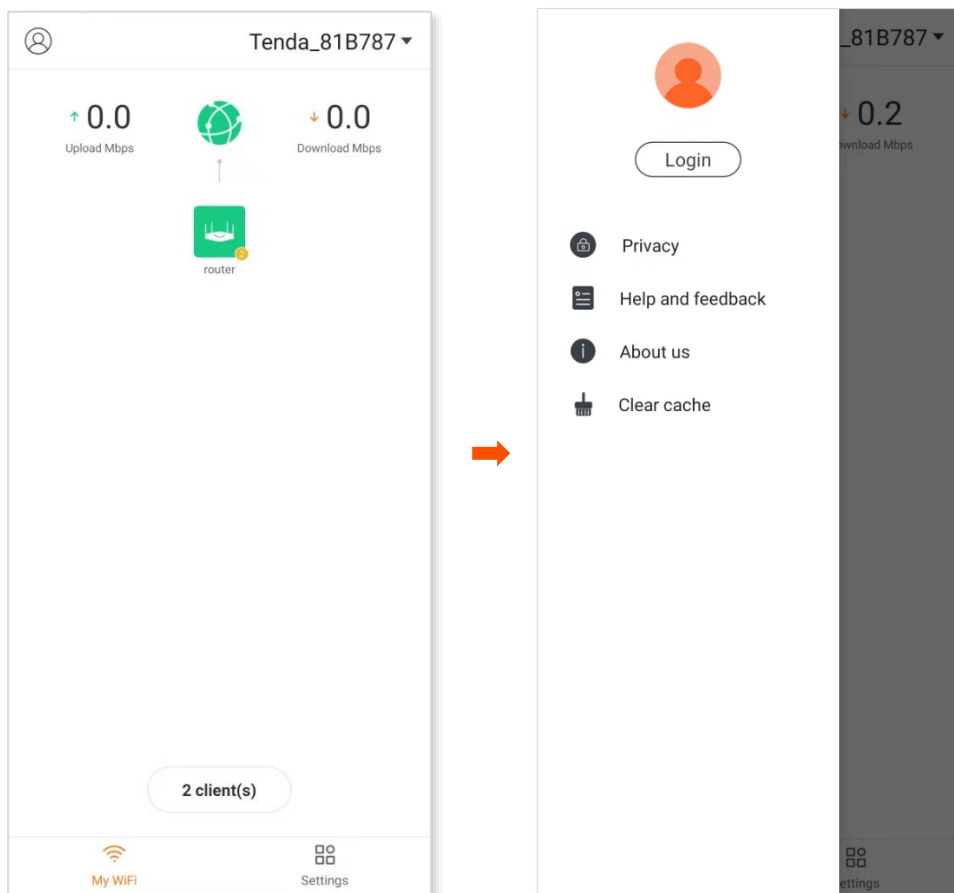 Tenda_81B787
0.0
Upload Mbps
0.0
Download Mbps
2
router
2 client(s)
My WiFi
Settings
_81B787
0.2
ownload Mbps
Login
Privacy
Help and feedback
About us
Clear cache
ettings